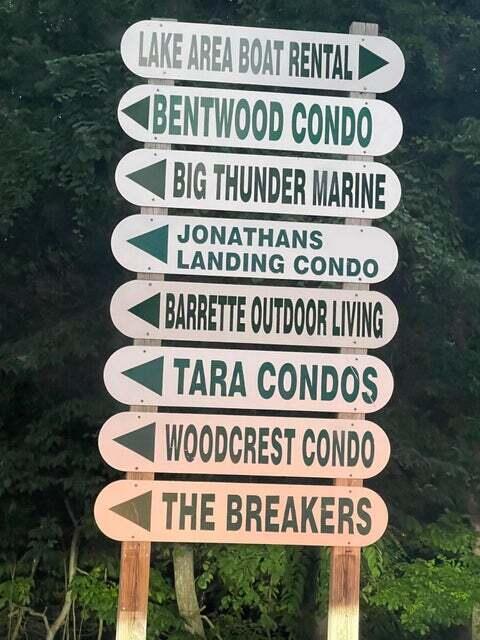 LAKE AREA BOAT RENTAL
BENTWOOD CONDO
BIG THUNDER MARINE
JONATHANS
LANDING CONDO
BARRETTE OUTDOOR LIVING
TARA CONDOS
WOODCREST CONDO
THE BREAKERS